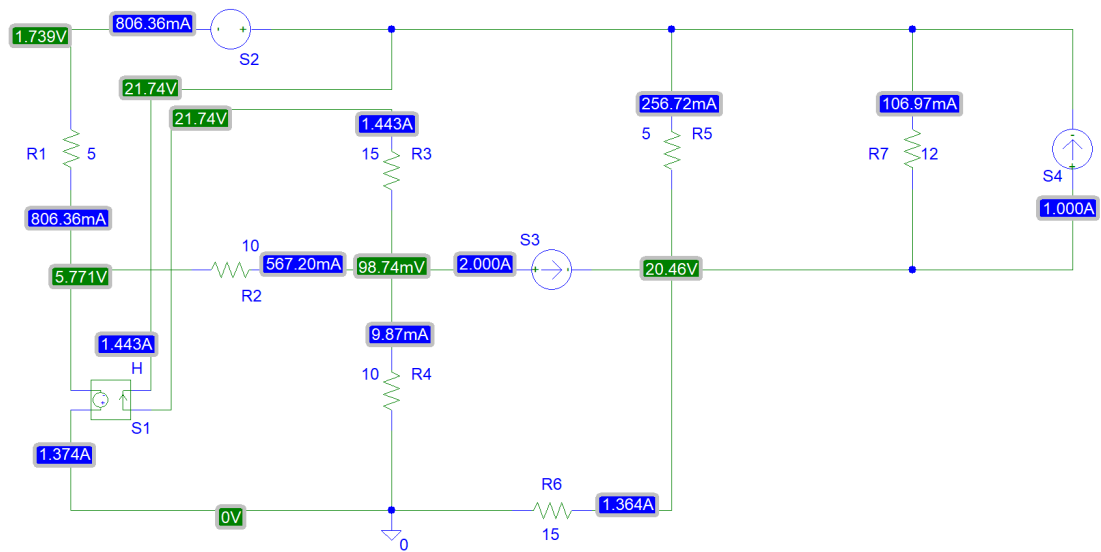 806.36mA
1.739V
S2
21.74V
21.74V
256.72mA
106.97mA
1.443A
R1
5
15
R3
5
R5
R7
12
S4
806.36mA
1.000A
10
S3
5.771V
567.20mA
98.74mV
2.000A
20.46V
R2
1.443A
9.87mA
H
10
R4
S1
1.374A
R6
1.364A
0V
15
0